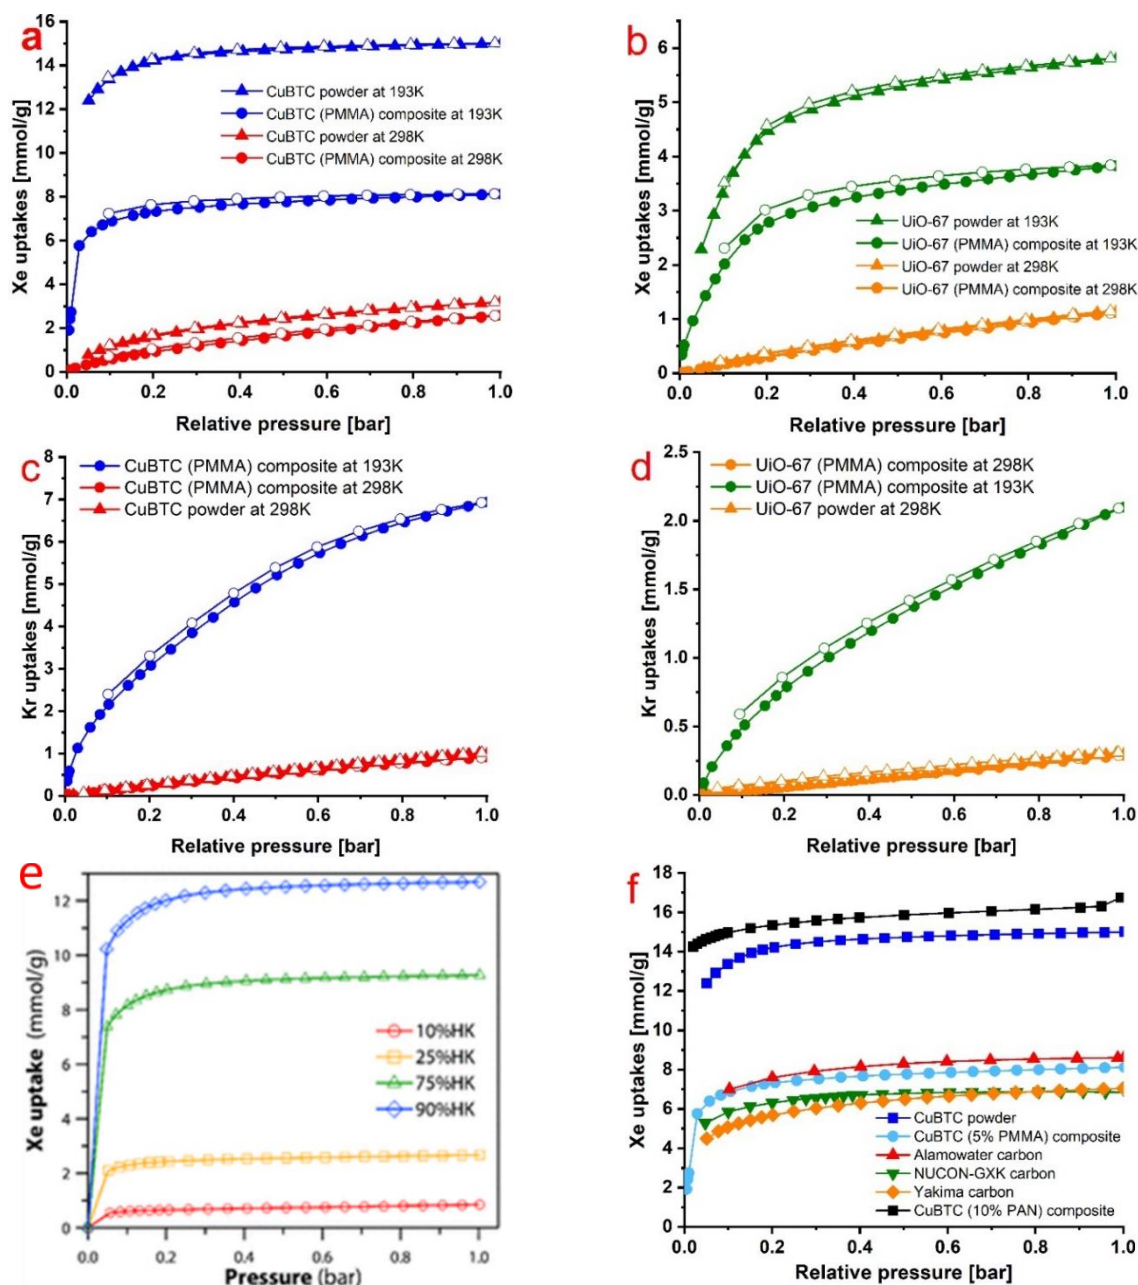 a
16
14
12
10
8
6
4
2
0
Xe uptakes [mmol/g]
CuBTC powder at 193K
CuBTC (PMMA) composite at 193K
CuBTC powder at 298K
CuBTC (PMMA) composite at 298K
0.0 0.2 0.4 0.6 0.8 1.0
Relative pressure [bar]
b
6
5
4
3
2
1
0
Xe uptakes [mmol/g]
UiO-67 powder at 193K
UiO-67 (PMMA) composite at 193K
UiO-67 powder at 298K
UiO-67 (PMMA) composite at 298K
0.0 0.2 0.4 0.6 0.8 1.0
Relative pressure [bar]
c
8
7
6
5
4
3
2
1
0
Kr uptakes [mmol/g]
CuBTC (PMMA) composite at 193K
CuBTC (PMMA) composite at 298K
CuBTC powder at 298K
0.0 0.2 0.4 0.6 0.8 1.0
Relative pressure [bar]
d
2.5
2.0
1.5
1.0
0.5
0.0
Kr uptakes [mmol/g]
UiO-67 (PMMA) composite at 298K
UiO-67 (PMMA) composite at 193K
UiO-67 powder at 298K
0.0 0.2 0.4 0.6 0.8 1.0
Relative pressure [bar]
e
12
10
8
6
4
2
0
Xe uptake (mmol/g)
10%HK
25%HK
75%HK
90%HK
0.0 0.2 0.4 0.6 0.8 1.0
Pressure (bar)
f
18
16
14
12
10
8
6
4
2
0
Xe uptakes [mmol/g]
CuBTC powder
CuBTC (5% PMMA) composite
Alamowater carbon
NUCON-GXK carbon
Yakima carbon
CuBTC (10% PAN) composite
0.0 0.2 0.4 0.6 0.8 1.0
Relative pressure [bar]